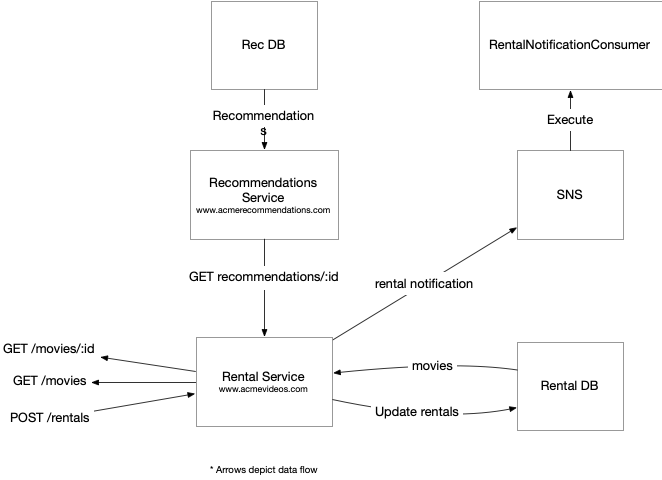 Rec DB
RentalNotificationConsumer
Recommendation
s
Execute
Recommendations
Service
www.acmerecommendations.com
SNS
GET recommendations/:id
rental notification
GET /movies/:id
GET /movies
POST /rentals
Rental Service
www.acmevideos.com
movies
Update rentals
Rental DB
* Arrows depict data flow